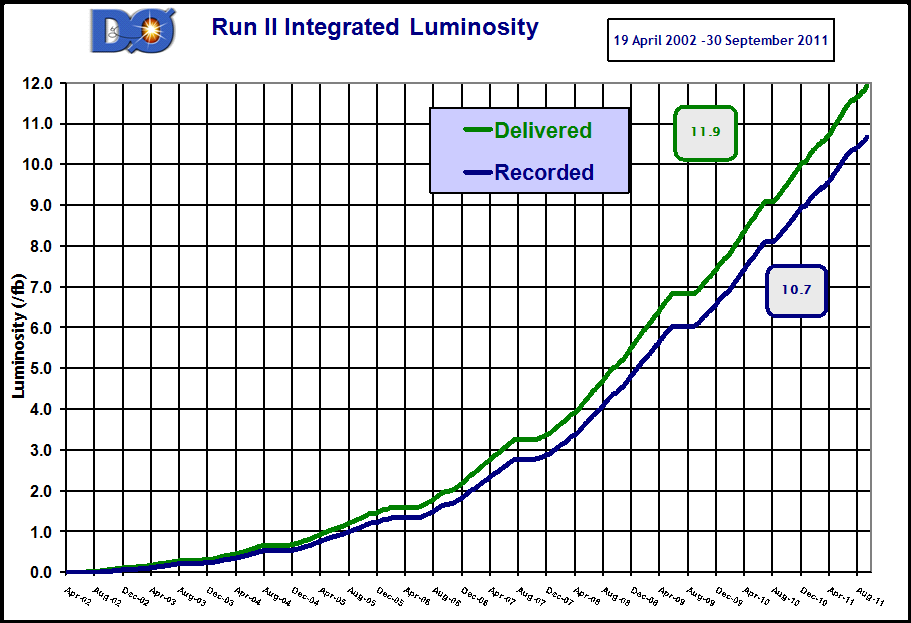 DØ
Run II Integrated Luminosity
19 April 2002 -30 September 2011
12.0
11.0
10.0
9.0
8.0
7.0
6.0
5.0
4.0
3.0
2.0
1.0
0.0
Luminosity (/fb)
Delivered
Recorded
11.9
10.7
Apr-02
Aug-02
Dec-02
Apr-03
Aug-03
Dec-03
Apr-04
Aug-04
Dec-04
Apr-05
Aug-05
Dec-05
Apr-06
Aug-06
Dec-06
Apr-07
Aug-07
Dec-07
Apr-08
Aug-08
Dec-08
Apr-09
Aug-09
Dec-09
Apr-10
Aug-10
Dec-10
Apr-11
Aug-11